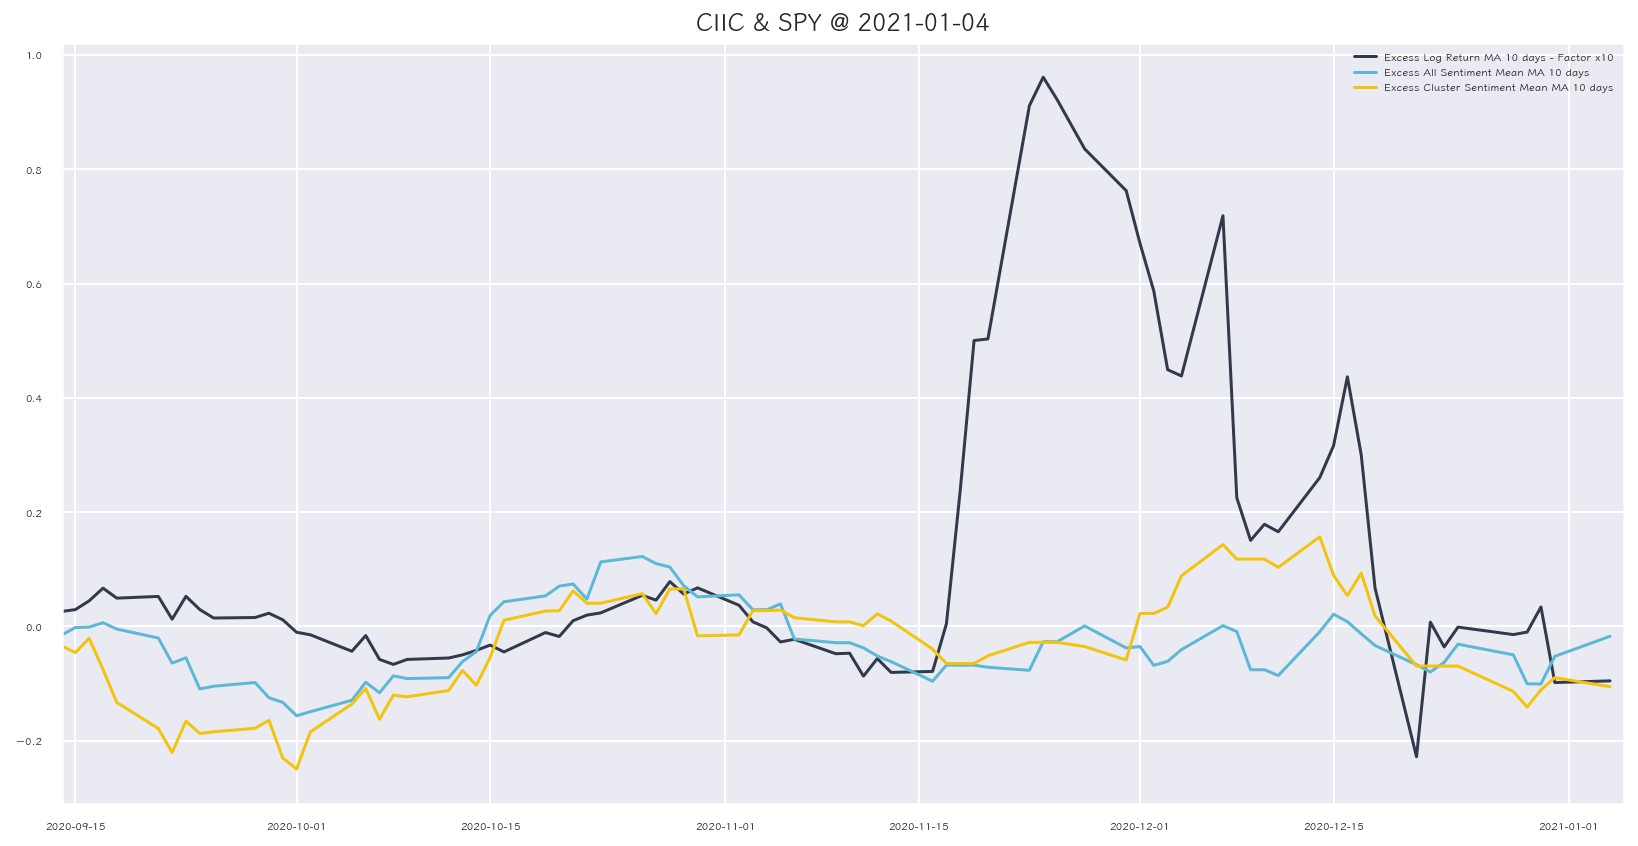 CIIC & SPY @ 2021-01-04
1.0
0.8
0.6
0.4
0.2
0.0
−0.2
Excess Log Return MA 10 days - Factor x10
Excess All Sentiment Mean MA 10 days
Excess Cluster Sentiment Mean MA 10 days
2020-09-15 2020-10-01 2020-10-15 2020-11-01 2020-11-15 2020-12-01 2020-12-15 2021-01-01